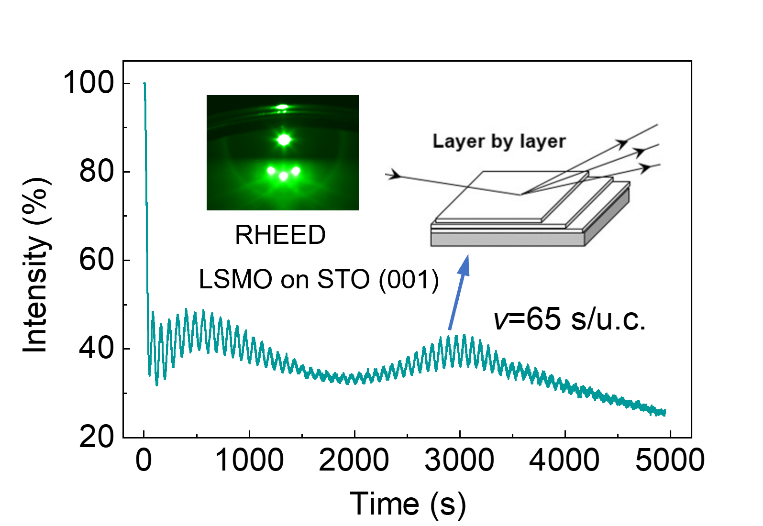 100
80
60
40
20
Intensity (%)
Layer by layer
RHEED
LSMO on STO (001)
v=65 s/u.c.
0 1000 2000 3000 4000 5000
Time (s)